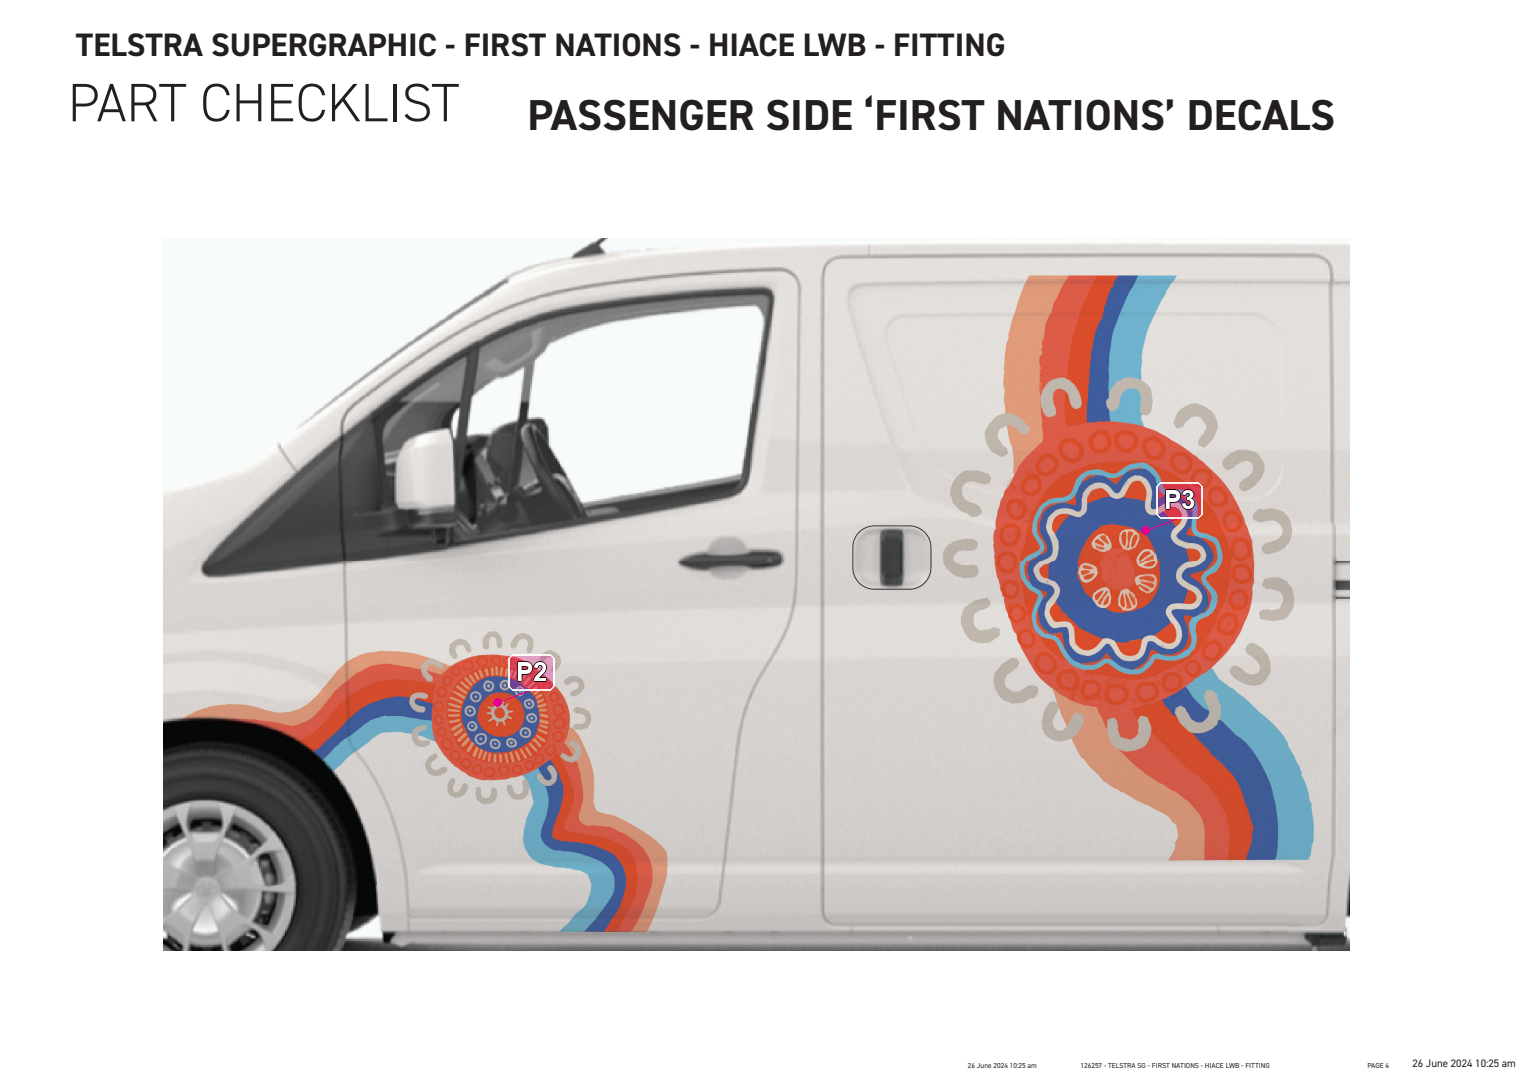 TELSTRA SUPERGRAPHIC - FIRST NATIONS - HIACE LWB - FITTING
PART CHECKLIST
PASSENGER SIDE ‘FIRST NATIONS’ DECALS
P3
P2
26 June 2024 10:25 am
126257 - TELSTRA SG - FIRST NATIONS - HIACE LWB - FITTING
PAGE 4
26 June 2024 10:25 am